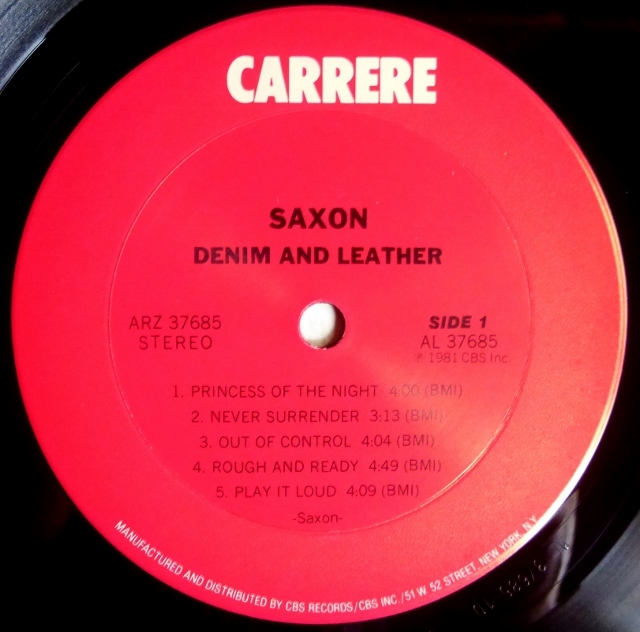 CARRERE
SAXON
DENIM AND LEATHER
ARZ 37685
STEREO
SIDE 1
AL 37685
℗ 1981 CBS Inc.
1. PRINCESS OF THE NIGHT 4:00 (BMI)
2. NEVER SURRENDER 3:13 (BMI)
3. OUT OF CONTROL 4:04 (BMI)
4. ROUGH AND READY 4:49 (BMI)
5. PLAY IT LOUD 4:09 (BMI)
-Saxon-
MANUFACTURED AND DISTRIBUTED BY CBS RECORDS/CBS INC./51 W 52 STREET, NEW YORK, N.Y.